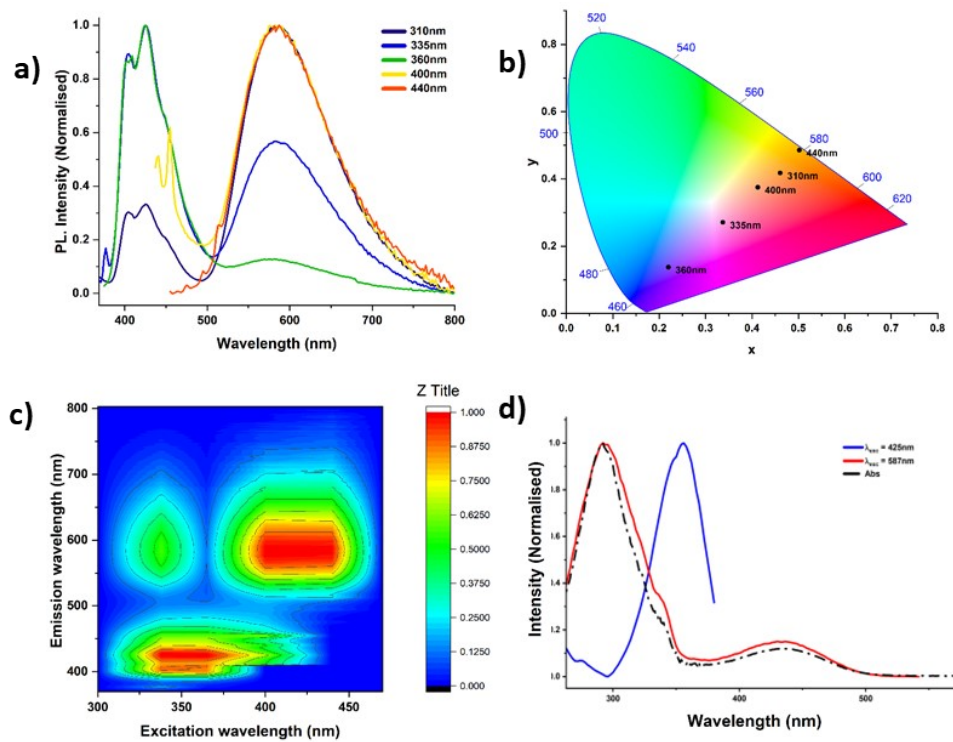 a)
PL. Intensity (Normalised)
1.0
0.8
0.6
0.4
0.2
0.0
400 500 600 700 800
Wavelength (nm)
310nm
335nm
360nm
400nm
440nm
b)
y
0.8
0.6
0.4
0.2
0.0
0.0 0.1 0.2 0.3 0.4 0.5 0.6 0.7 0.8
x
520
540
560
500
580
600
620
480
460
440nm
310nm
400nm
335nm
360nm
c)
Emission wavelength (nm)
800
700
600
500
400
300 350 400 450
Excitation wavelength (nm)
Z Title
1.000
0.8750
0.7500
0.6250
0.5000
0.3750
0.2500
0.1250
0.000
d)
Intensity (Normalised)
1.0
1.8
1.6
1.4
1.2
1.0
300 400 500
Wavelength (nm)
λexc = 425nm
λexc = 587nm
Abs